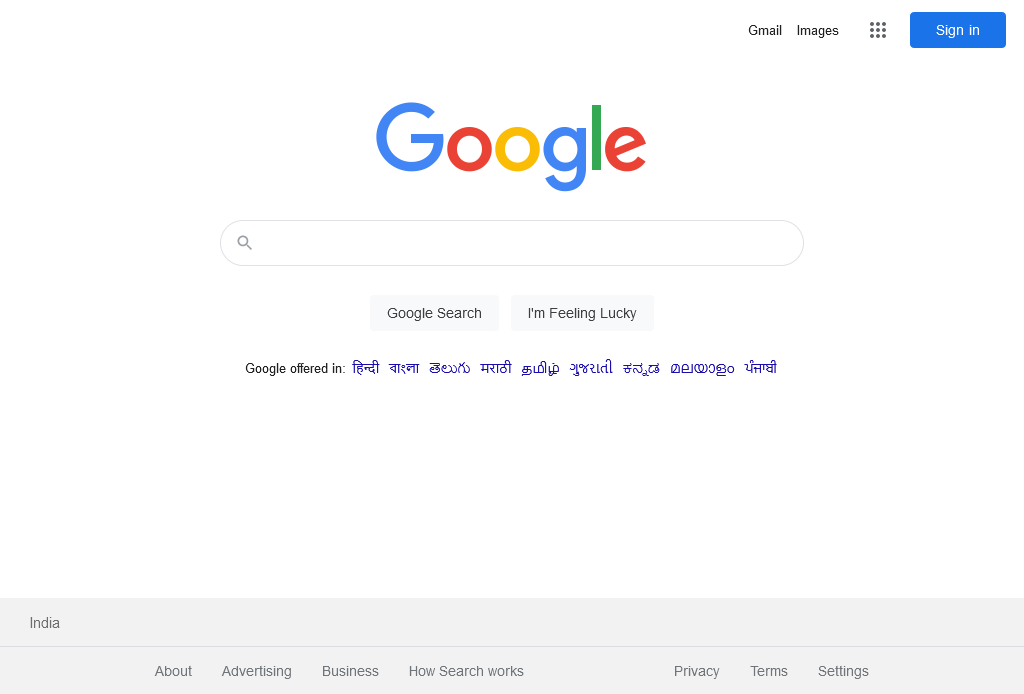 Gmail Images Sign in
Google
Google Search I'm Feeling Lucky
Google offered in: हिन्दी বাংলা తెలుగు मराठी தமிழ் ગુજરાતી ಕನ್ನಡ മലയാളം ਪੰਜਾਬੀ
India
About Advertising Business How Search works Privacy Terms Settings